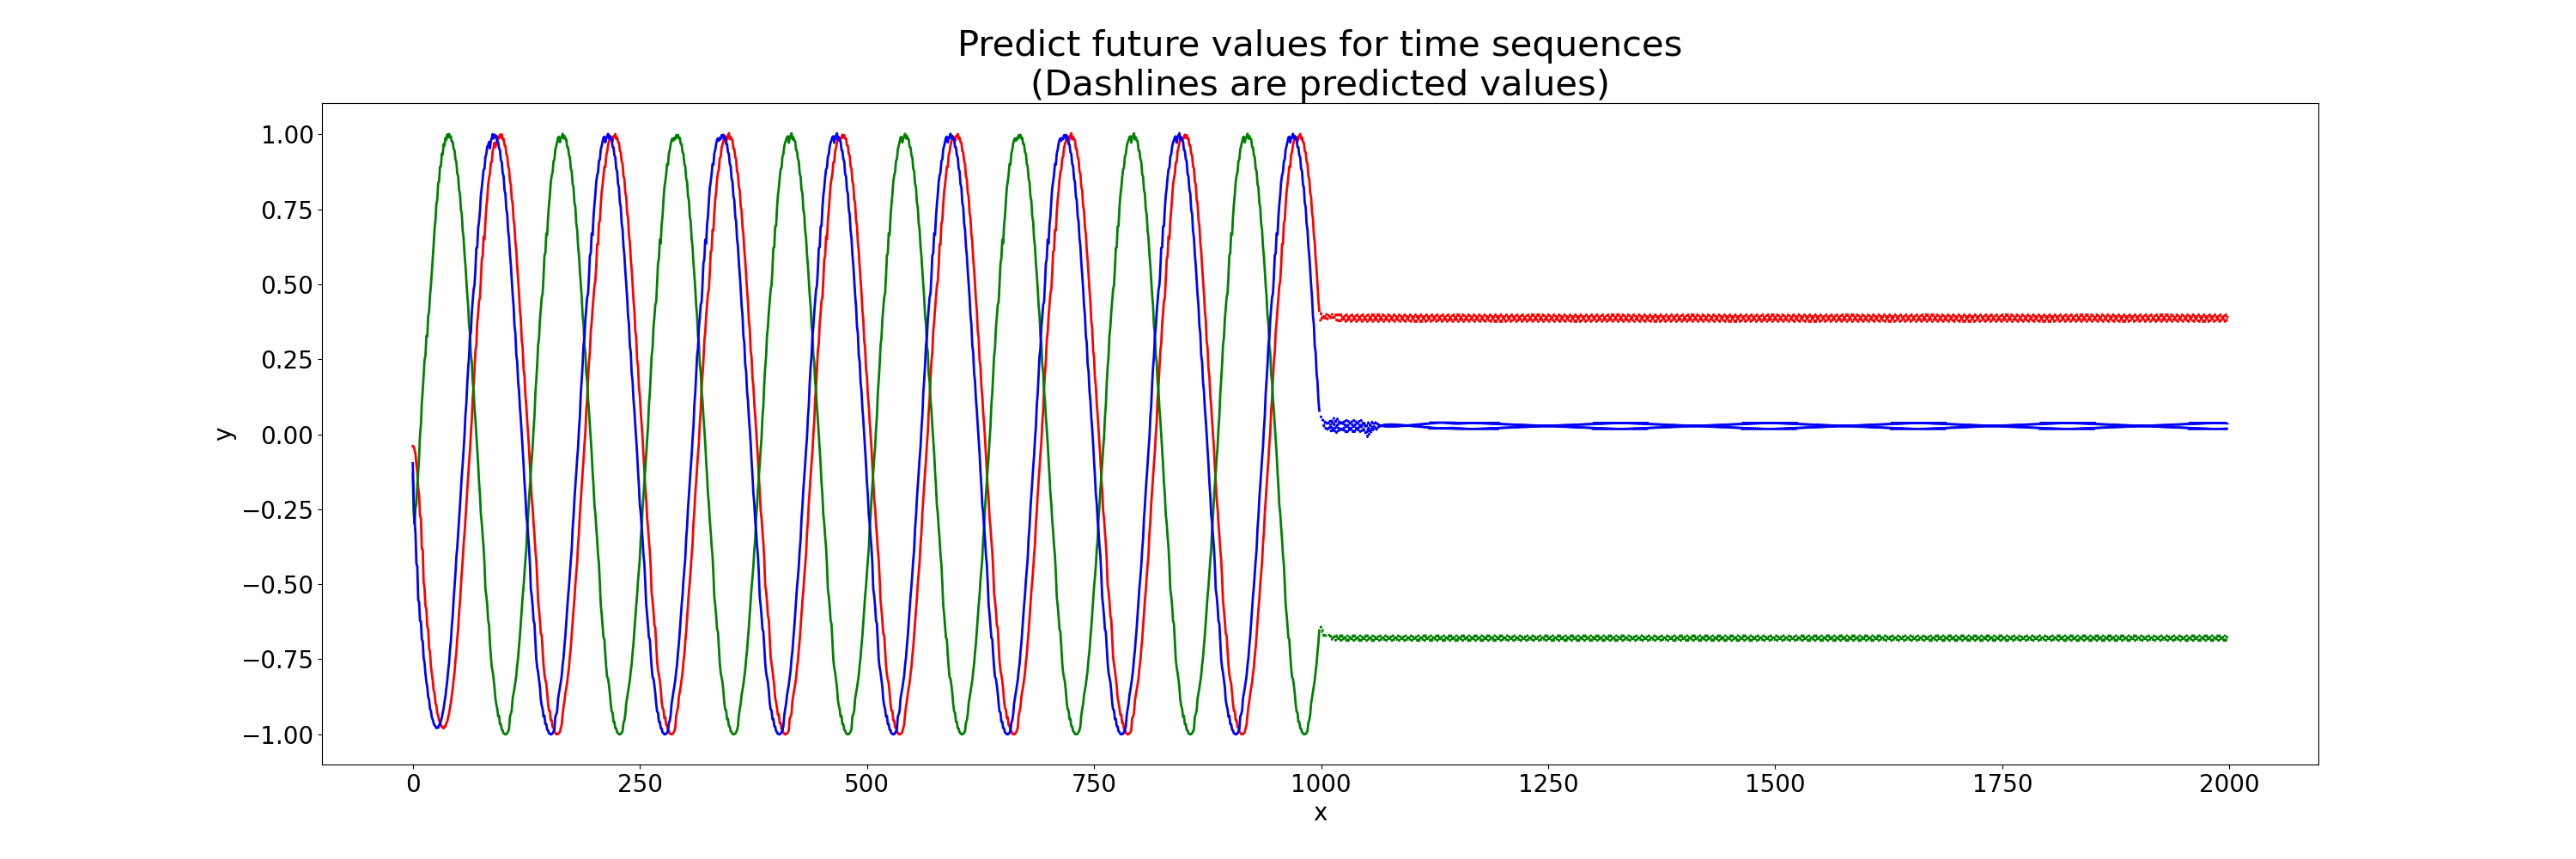 Predict future values for time sequences
(Dashlines are predicted values)
1.00
0.75
0.50
0.25
0.00
−0.25
−0.50
−0.75
−1.00
y
0 250 500 750 1000 1250 1500 1750 2000
x